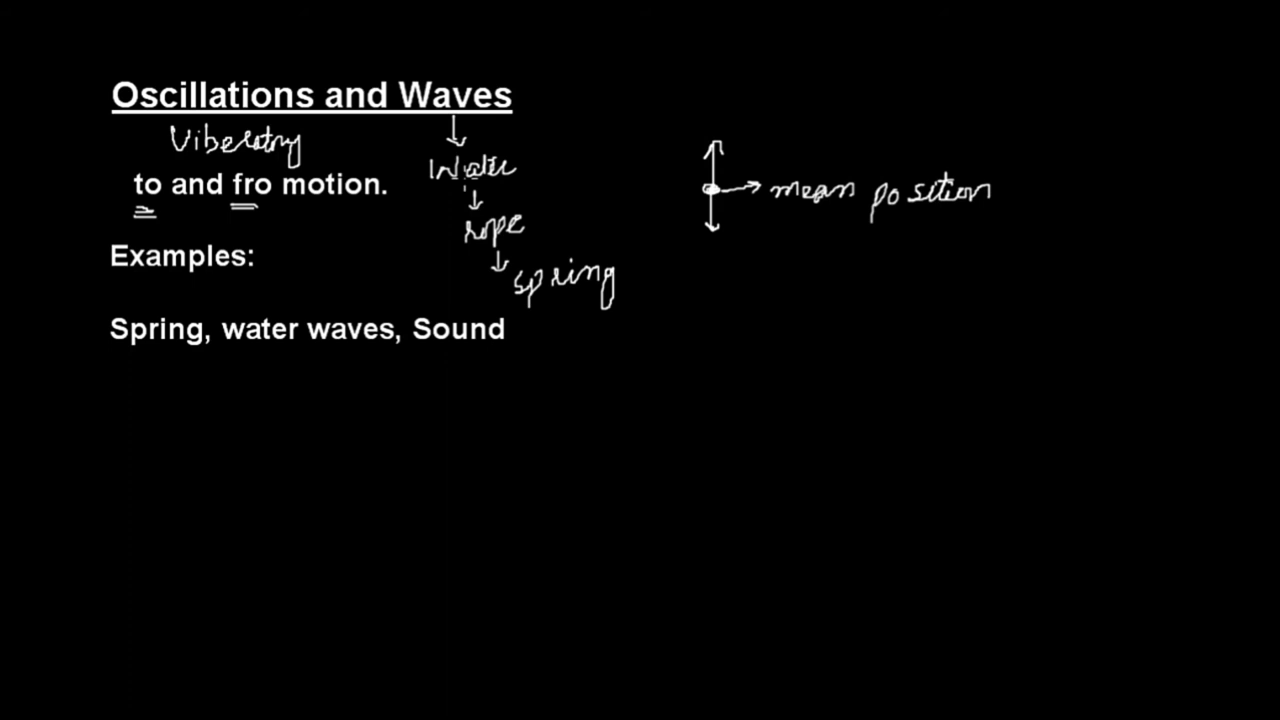 Oscillations and Waves
Viberatry
Water
to and fro motion.
mean position
rope
Examples:
spring
Spring, water waves, Sound